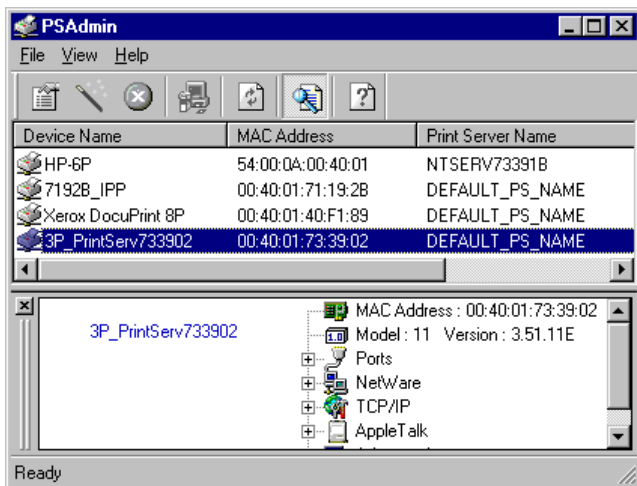 PSAdmin
File View Help
Device Name MAC Address Print Server Name
HP-6P 54:00:0A:00:40:01 NTSERV73391B
7192B_IPP 00:40:01:71:19:2B DEFAULT_PS_NAME
Xerox DocuPrint 8P 00:40:01:40:F1:89 DEFAULT_PS_NAME
3P_PrintServ733902 00:40:01:73:39:02 DEFAULT_PS_NAME
3P_PrintServ733902
MAC Address : 00:40:01:73:39:02
1.0 Model : 11 Version : 3.51.11E
Ports
NetWare
TCP/IP
AppleTalk
Ready